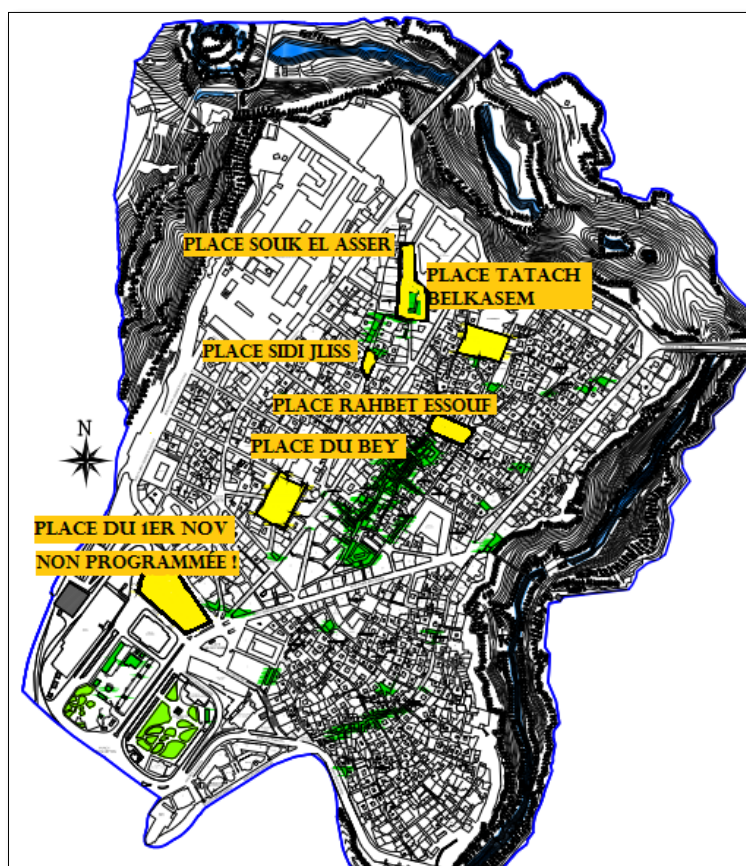 PLACE SOUK EL ASSER
PLACE TATACH
BELKASEM
PLACE SIDI JLISS
PLACE RAHBET ESSOUF
PLACE DU BEY
N
PLACE DU 1ER NOV
NON PROGRAMMÉE !